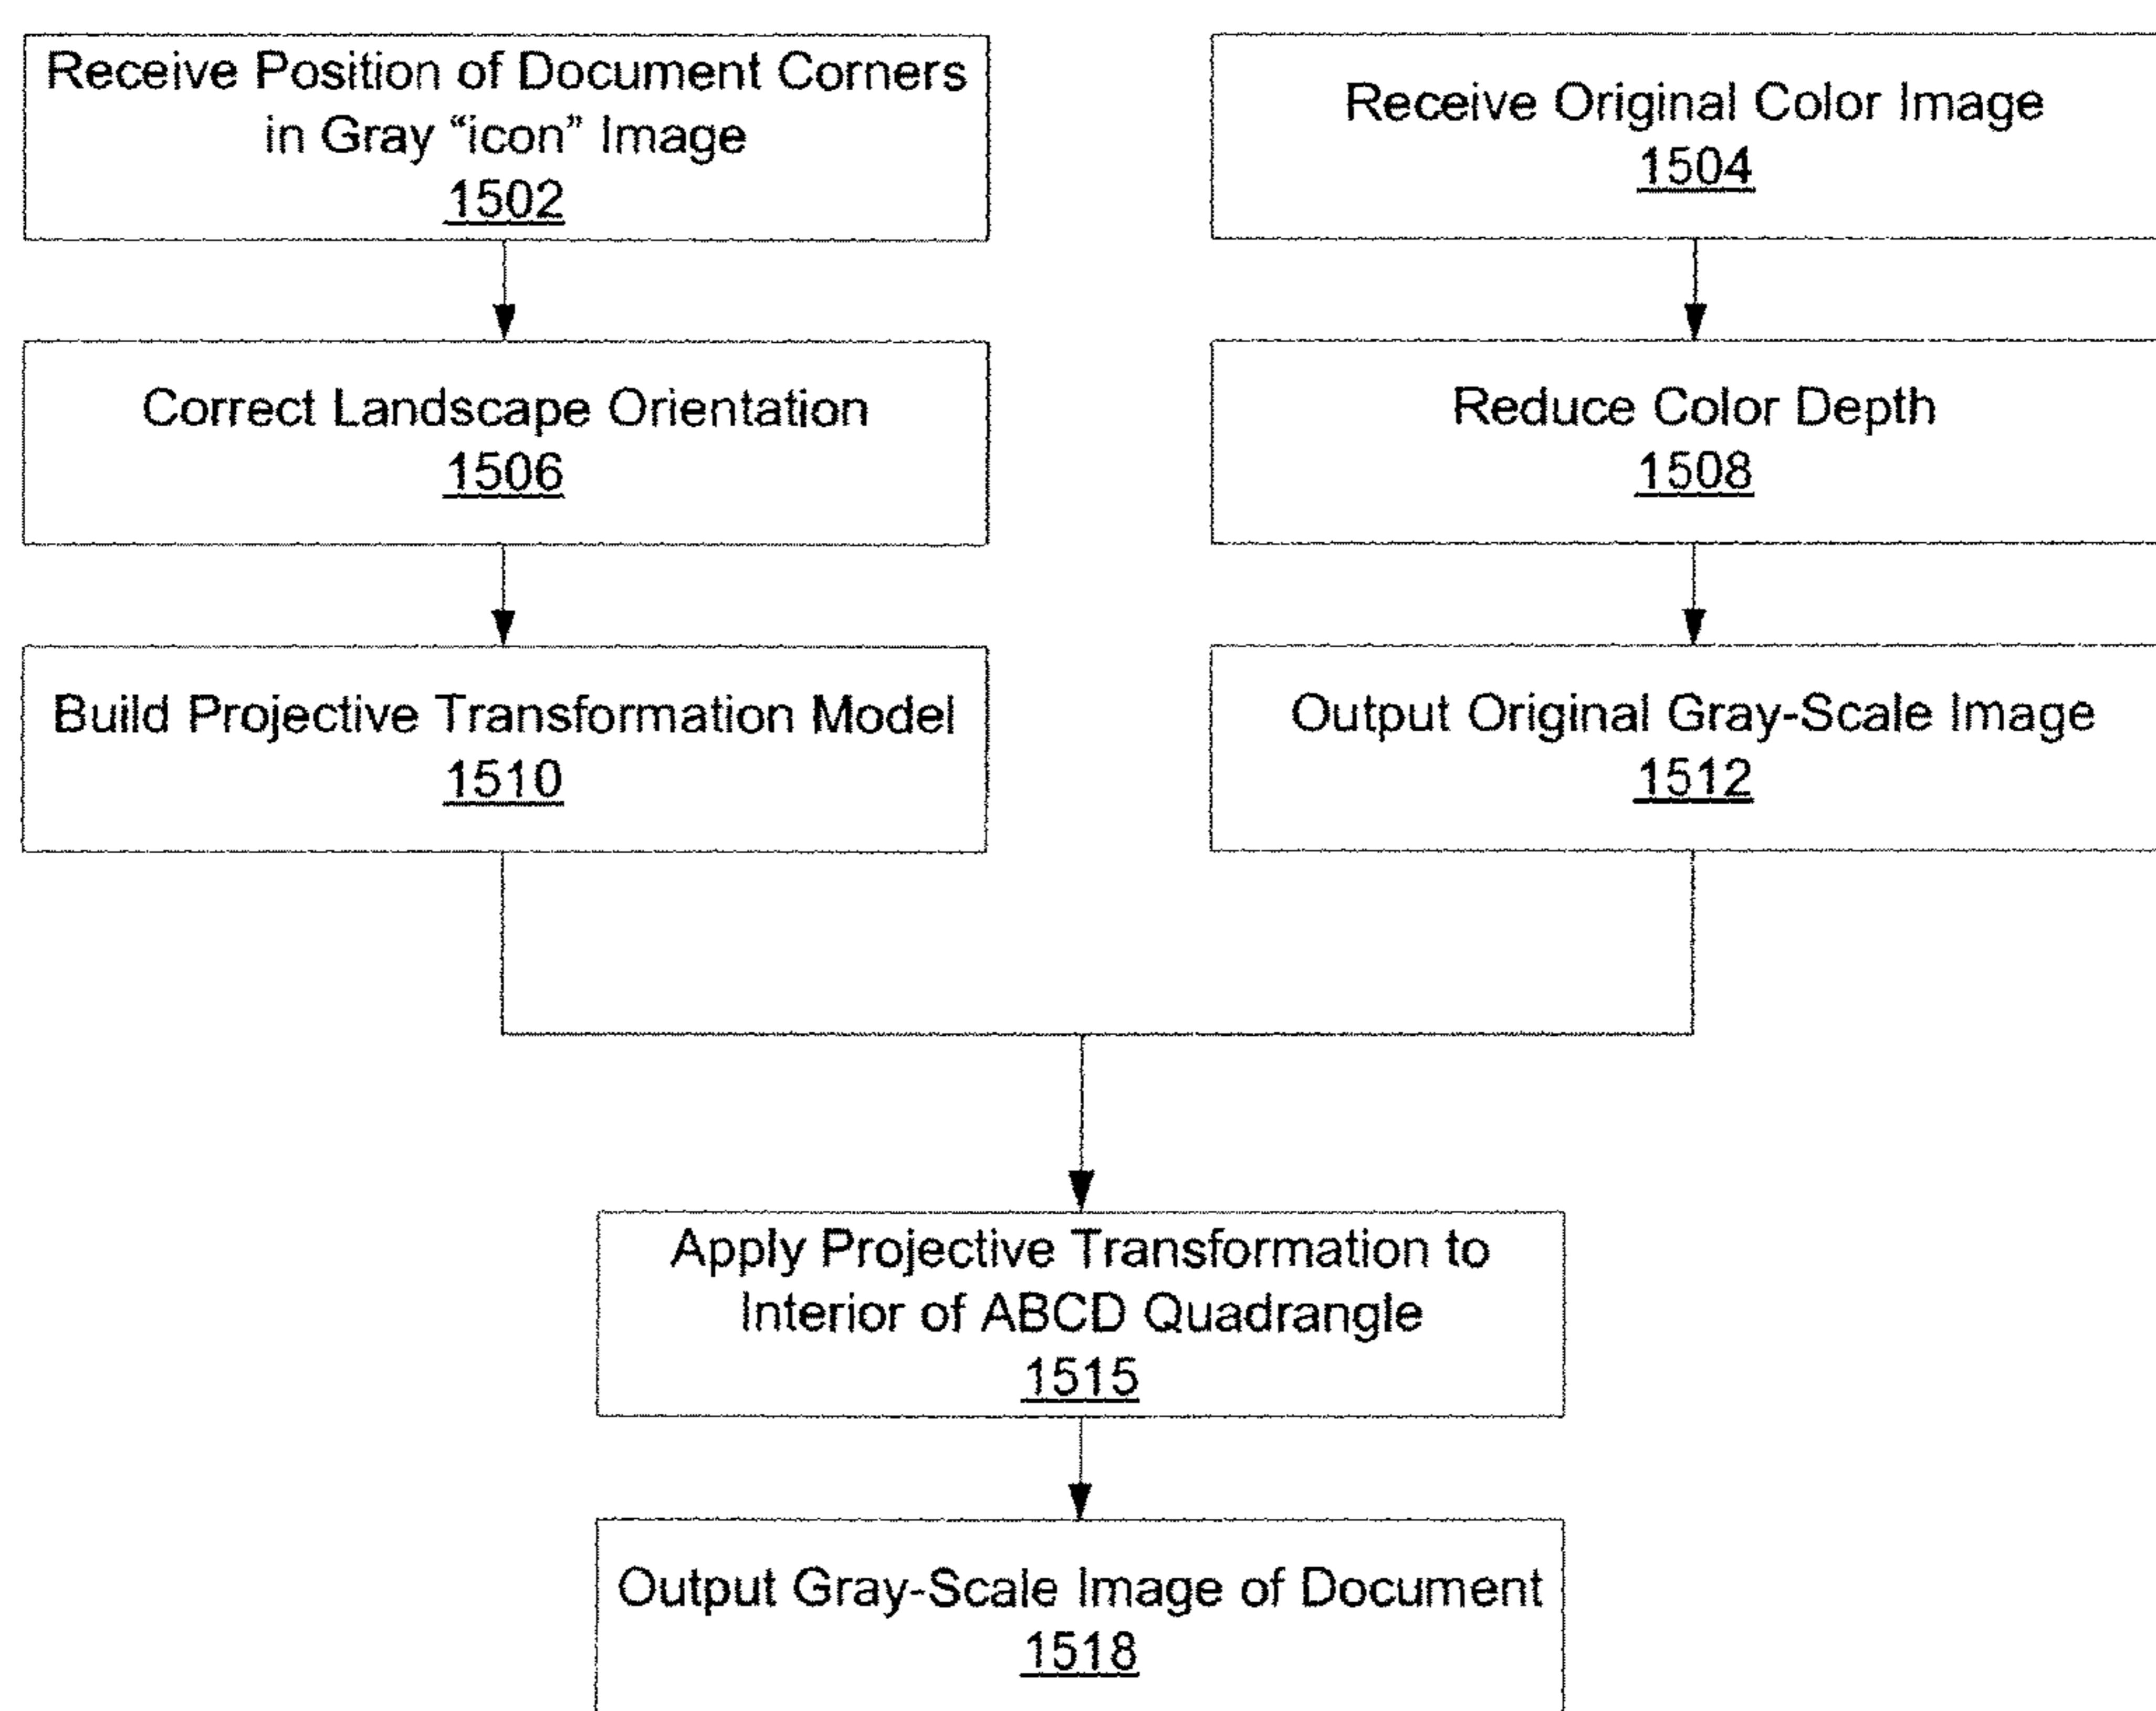 Receive Position of Document Corners
in Gray “icon” Image
1502
Receive Original Color Image
1504
Correct Landscape Orientation
1506
Reduce Color Depth
1508
Build Projective Transformation Model
1510
Output Original Gray-Scale Image
1512
Apply Projective Transformation to
Interior of ABCD Quadrangle
1515
Output Gray-Scale Image of Document
1518